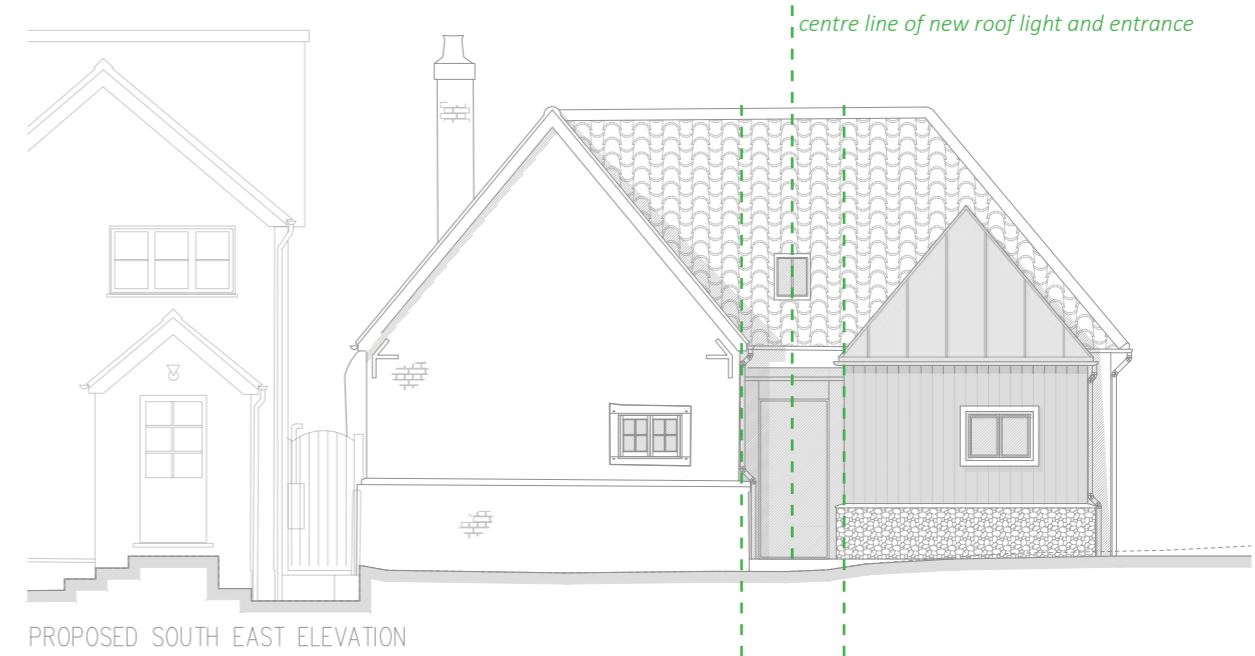 centre line of new roof light and entrance
PROPOSED SOUTH EAST ELEVATION